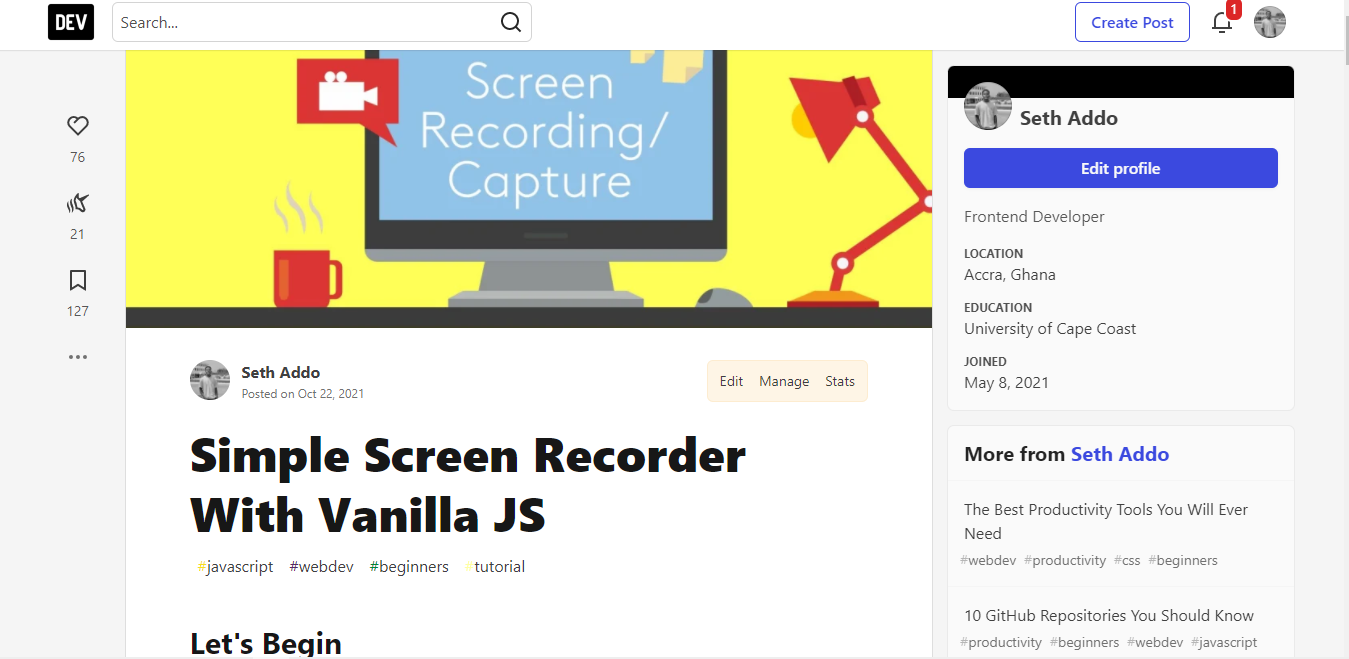 DEV
Search...
Create Post
1
Screen
Recording/
Capture
76
21
127
Seth Addo
Posted on Oct 22, 2021
Edit Manage Stats
Simple Screen Recorder
With Vanilla JS
#javascript #webdev #beginners #tutorial
Let's Begin
Seth Addo
Edit profile
Frontend Developer
LOCATION
Accra, Ghana
EDUCATION
University of Cape Coast
JOINED
May 8, 2021
More from Seth Addo
The Best Productivity Tools You Will Ever
Need
#webdev #productivity #css #beginners
10 GitHub Repositories You Should Know
#productivity #beginners #webdev #javascript